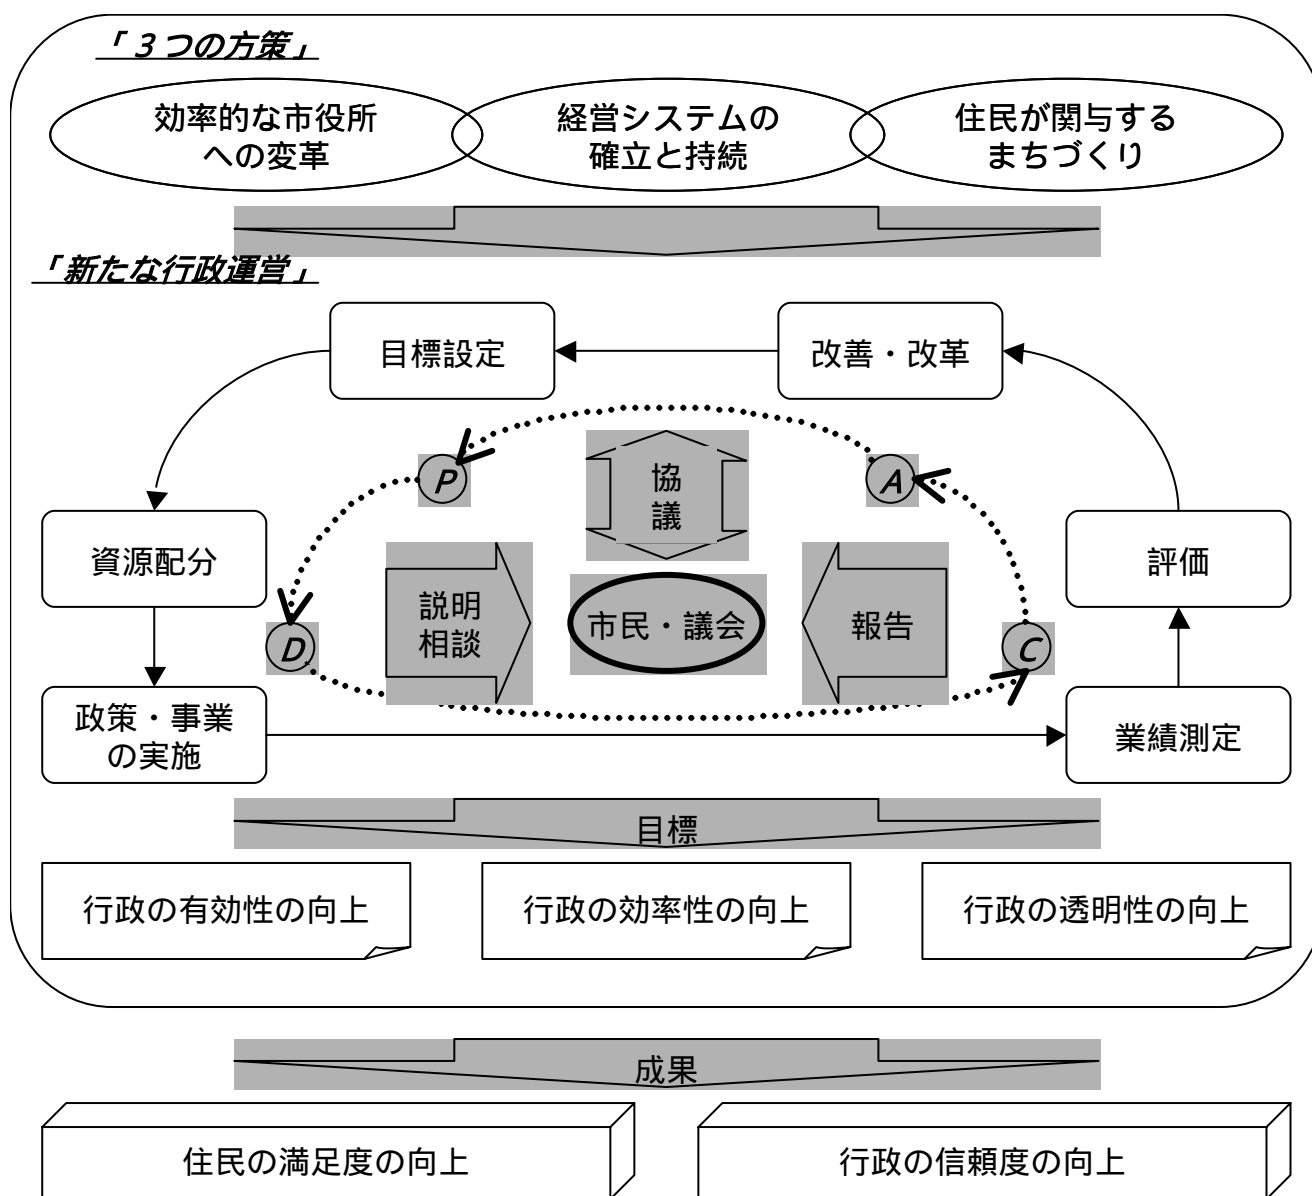 「３つの方策」
効率的な市役所
への変革
経営システムの
確立と持続
住民が関与する
まちづくり
「新たな行政運営」
目標設定
改善・改革
P
A
協
議
資源配分
評価
説明
相談
市民・議会
報告
D
C
政策・事業
の実施
業績測定
目標
行政の有効性の向上
行政の効率性の向上
行政の透明性の向上
成果
住民の満足度の向上
行政の信頼度の向上